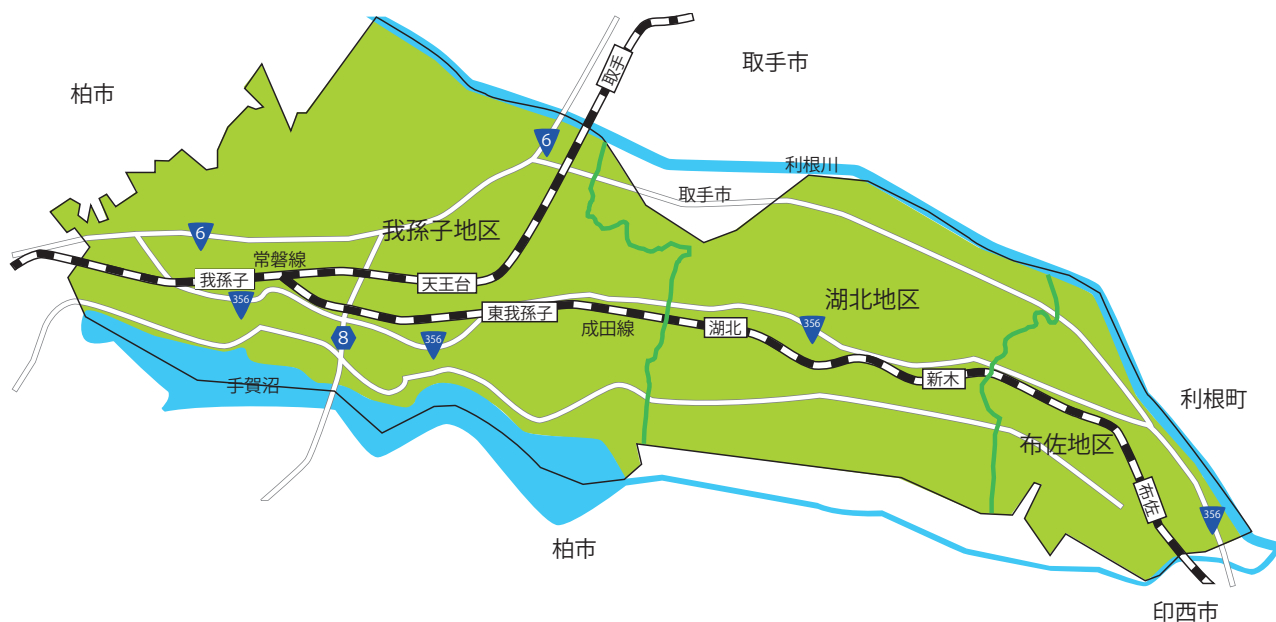 取手
取手市
柏市
6
利根川
取手市
我孫子地区
6
常磐線
我孫子
天王台
湖北地区
356
東我孫子
成田線
湖北
356
8
356
新木
手賀沼
利根町
布佐地区
布佐
356
柏市
印西市